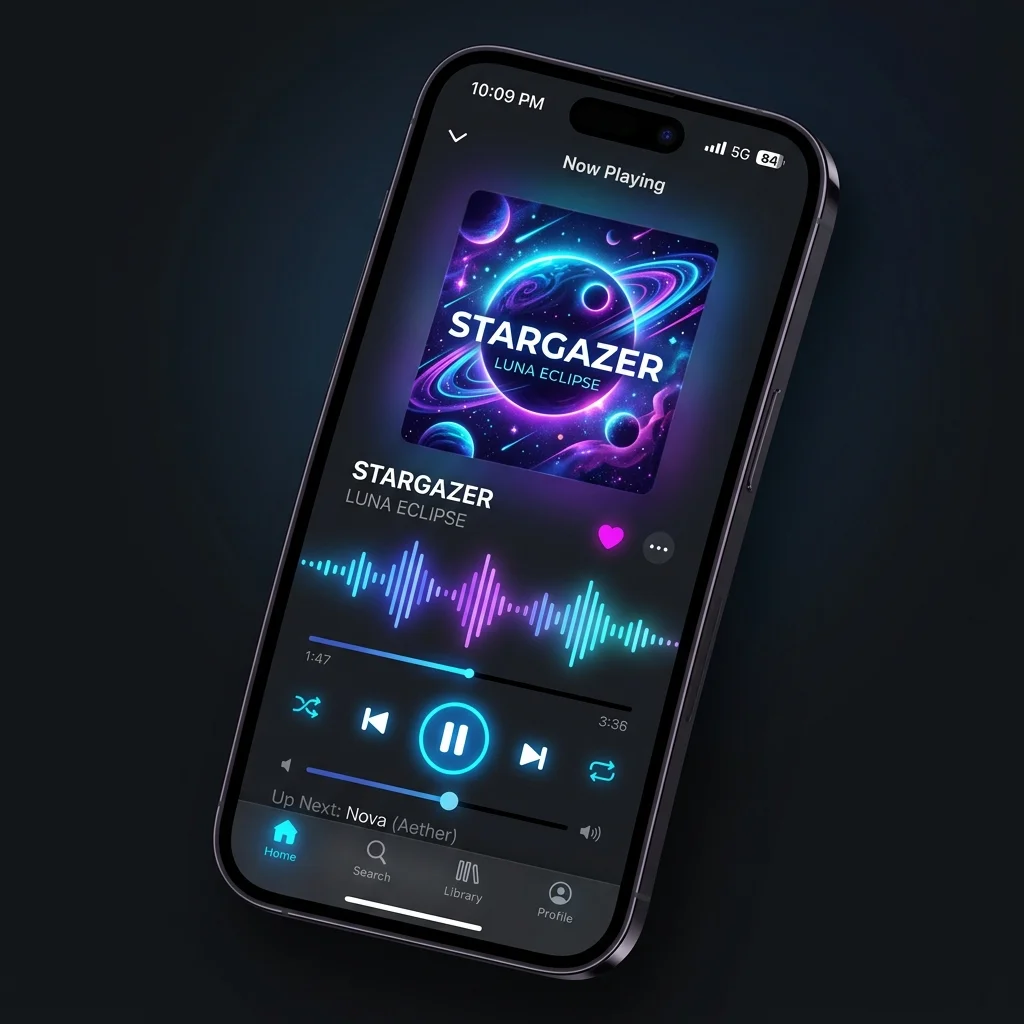 10:09 PM
5G 84
Now Playing
STARGAZER
LUNA ECLIPSE
STARGAZER
LUNA ECLIPSE
1:47
3:36
Up Next: Nova (Aether)
Home
Search
Library
Profile